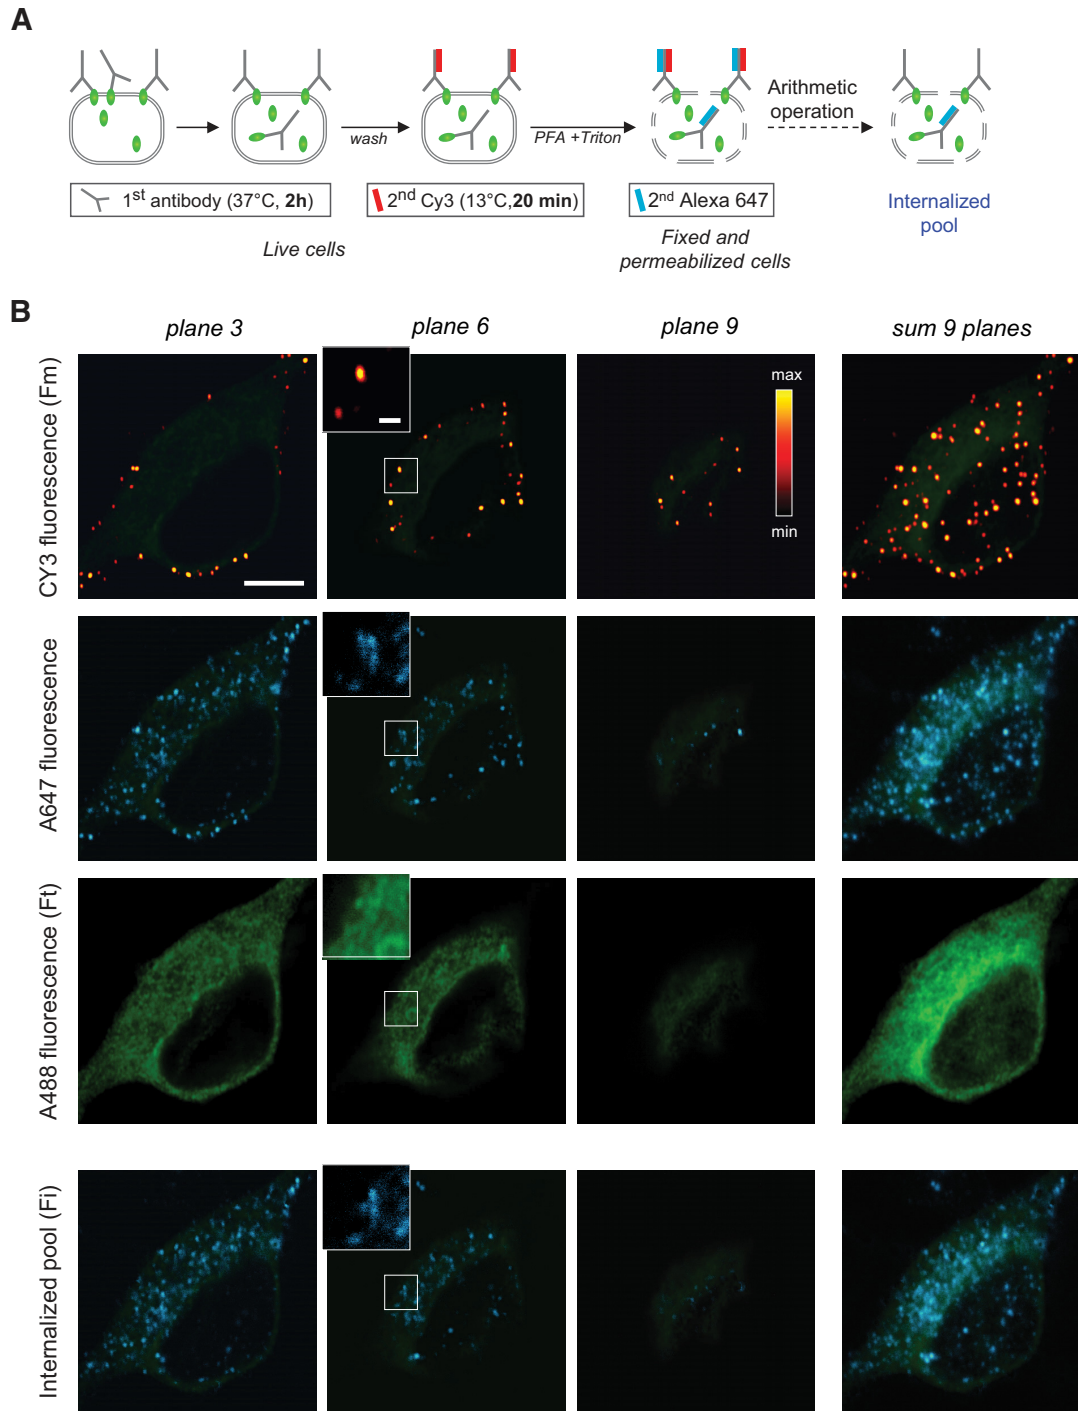 A
wash
PFA +Triton
Arithmetic
operation
1st antibody (37°C, 2h)
2nd Cy3 (13°C,20 min)
2nd Alexa 647
Internalized
pool
Live cells
Fixed and
permeabilized cells
B
plane 3
plane 6
plane 9
sum 9 planes
CY3 fluorescence (Fm)
max
min
A647 fluorescence
A488 fluorescence (Ft)
Internalized pool (Fi)